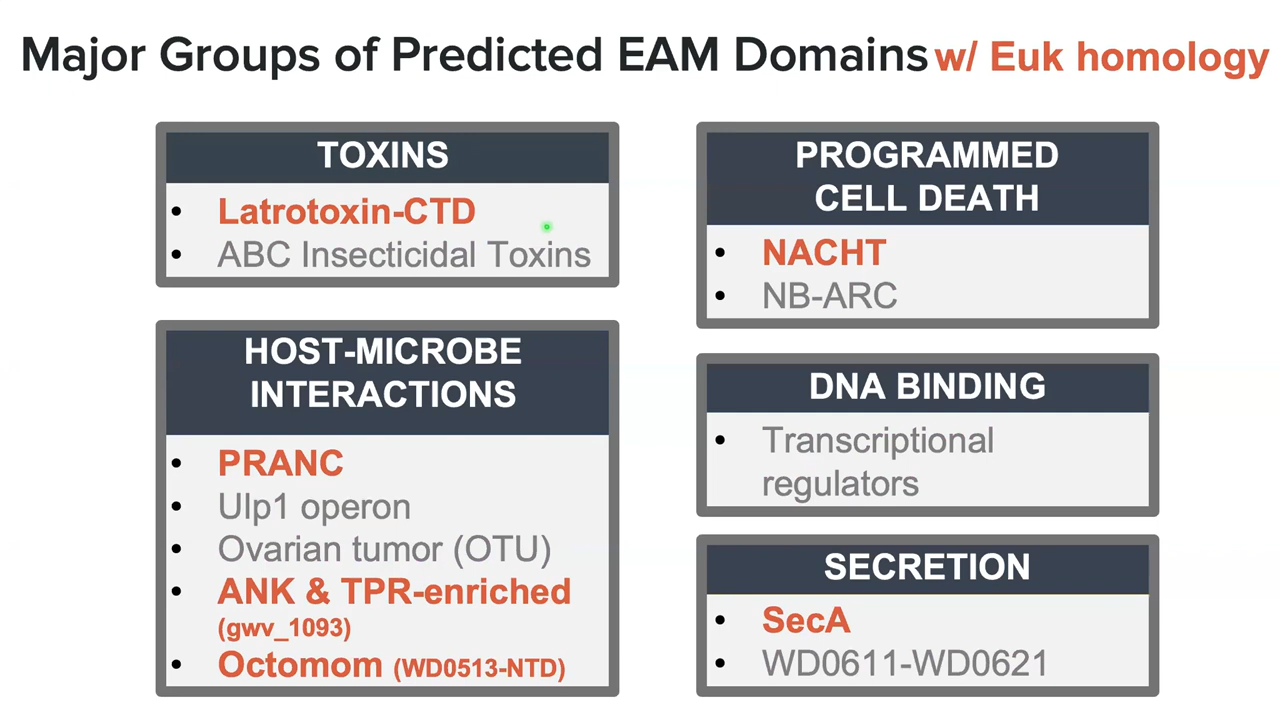 Major Groups of Predicted EAM Domains w/ Euk homology
TOXINS
• Latrotoxin-CTD
• ABC Insecticidal Toxins
HOST-MICROBE
INTERACTIONS
• PRANC
• Ulp1 operon
• Ovarian tumor (OTU)
• ANK & TPR-enriched
(gwv_1093)
• Octomom (WD0513-NTD)
PROGRAMMED
CELL DEATH
• NACHT
• NB-ARC
DNA BINDING
• Transcriptional
regulators
SECRETION
• SecA
• WD0611-WD0621